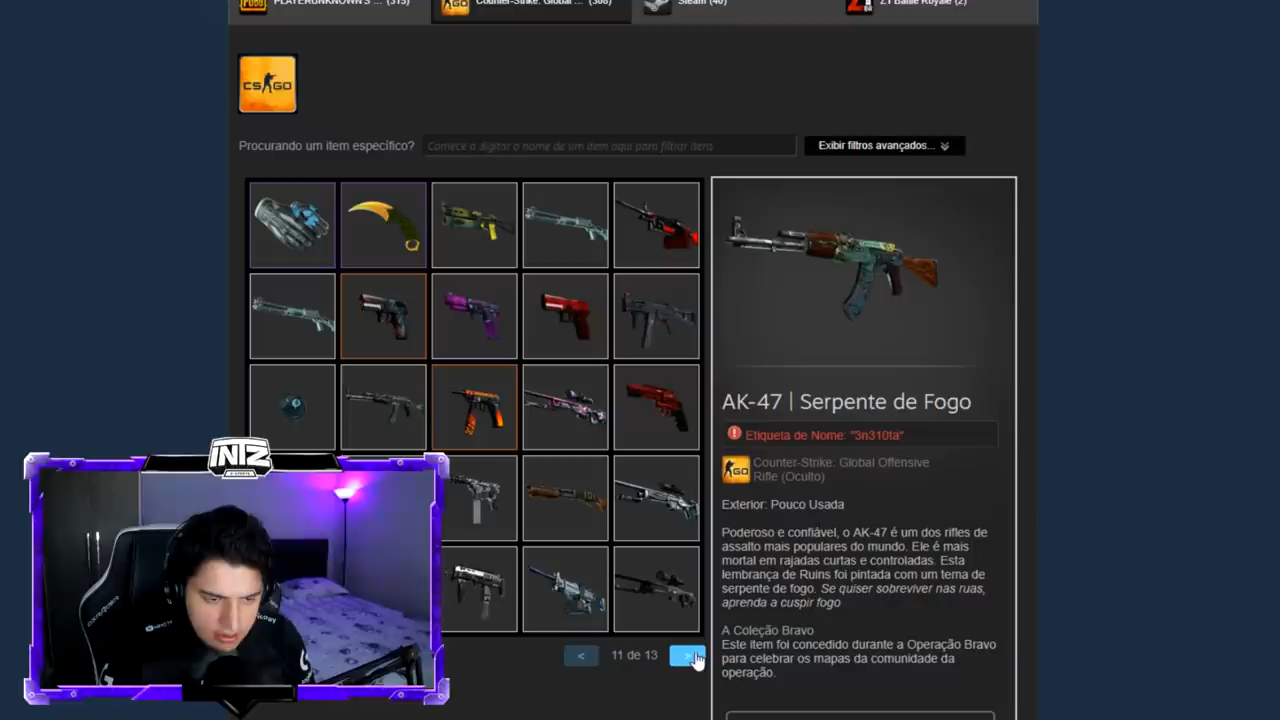 PLAYERUNKNOWN'S ... (315)
Counter-Strike: Global ... (308)
Steam (40)
Z1 Battle Royale (2)
CS GO
Procurando um item específico?
Comece a digitar o nome de um item aqui para filtrar itens
Exibir filtros avançados...
AK-47 | Serpente de Fogo
Etiqueta de Nome: "3n310ta"
GO
Counter-Strike: Global Offensive
Rifle (Oculto)
Exterior: Pouco Usada
Poderoso e confiável, o AK-47 é um dos rifles de
assalto mais populares do mundo. Ele é mais
mortal em rajadas curtas e controladas. Esta
lembrança de Ruins foi pintada com um tema de
serpente de fogo. Se quiser sobreviver nas ruas,
aprenda a cuspir fogo
A Coleção Bravo
Este item foi concedido durante a Operação Bravo
para celebrar os mapas da comunidade da
operação.
< 11 de 13 >
INTZ